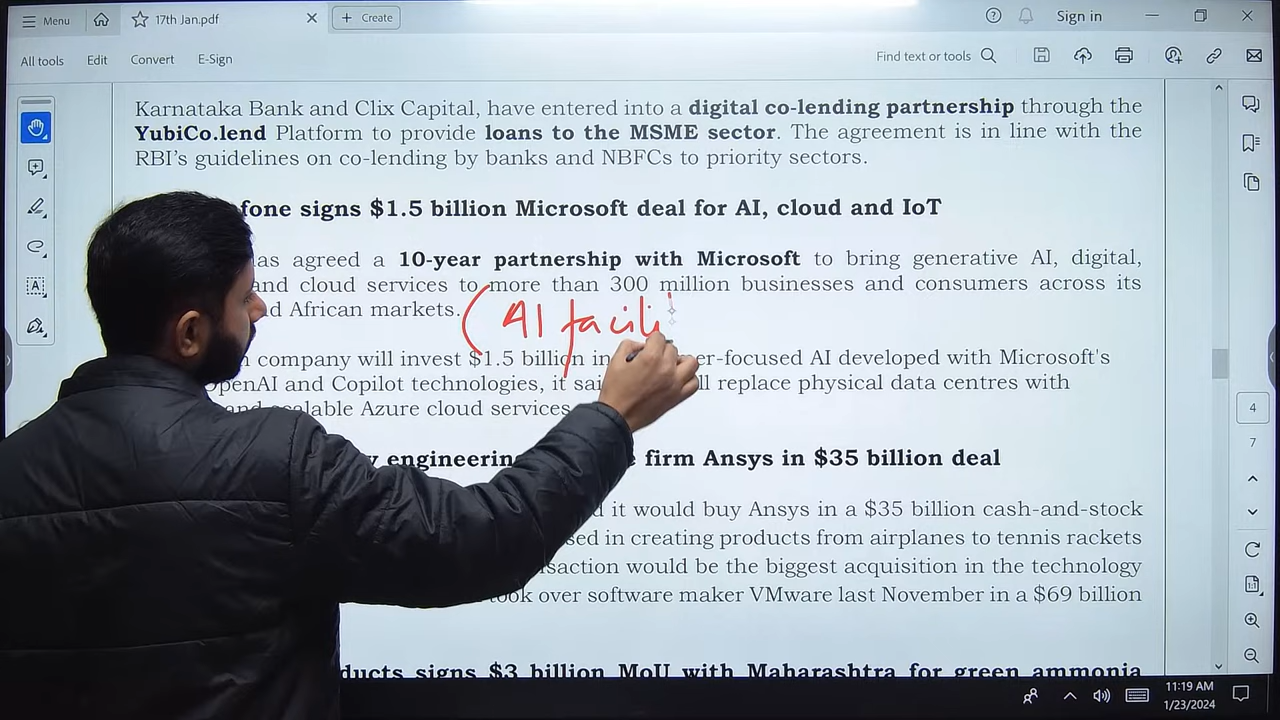 Menu
17th Jan.pdf
Create
Sign in
All tools
Edit
Convert
E-Sign
Find text or tools
Karnataka Bank and Clix Capital, have entered into a digital co-lending partnership through the
YubiCo.lend Platform to provide loans to the MSME sector. The agreement is in line with the
RBI's guidelines on co-lending by banks and NBFCs to priority sectors.
fone signs $1.5 billion Microsoft deal for AI, cloud and IoT
as agreed a 10-year partnership with Microsoft to bring generative AI, digital,
and cloud services to more than 300 million businesses and consumers across its
d African markets.
(AI facili
company will invest $1.5 billion in er-focused AI developed with Microsoft's
OpenAI and Copilot technologies, it sai ll replace physical data centres with
and scalable Azure cloud services
engineering firm Ansys in $35 billion deal
it would buy Ansys in a $35 billion cash-and-stock
sed in creating products from airplanes to tennis rackets
saction would be the biggest acquisition in the technology
took over software maker VMware last November in a $69 billion
ducts signs $3 billion MoU with Maharashtra for green ammonia
4
7
11:19 AM
1/23/2024